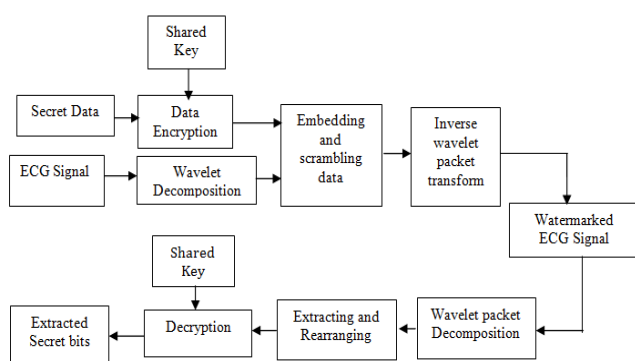 Shared
Key
Secret Data
Data
Encryption
Embedding
and
scrambling
data
Inverse
wavelet
packet
transform
ECG Signal
Wavelet
Decomposition
Watermarked
ECG Signal
Shared
Key
Extracted
Secret bits
Decryption
Extracting and
Rearranging
Wavelet packet
Decomposition